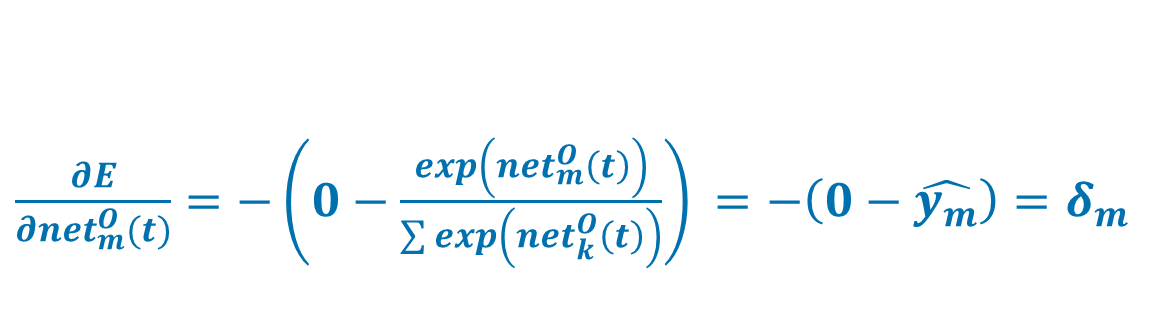 ∂E/∂net_m^O(t) = −(0 − exp(net_m^O(t))/∑ exp(net_k^O(t))) = −(0 − ŷ_m) = δ_m